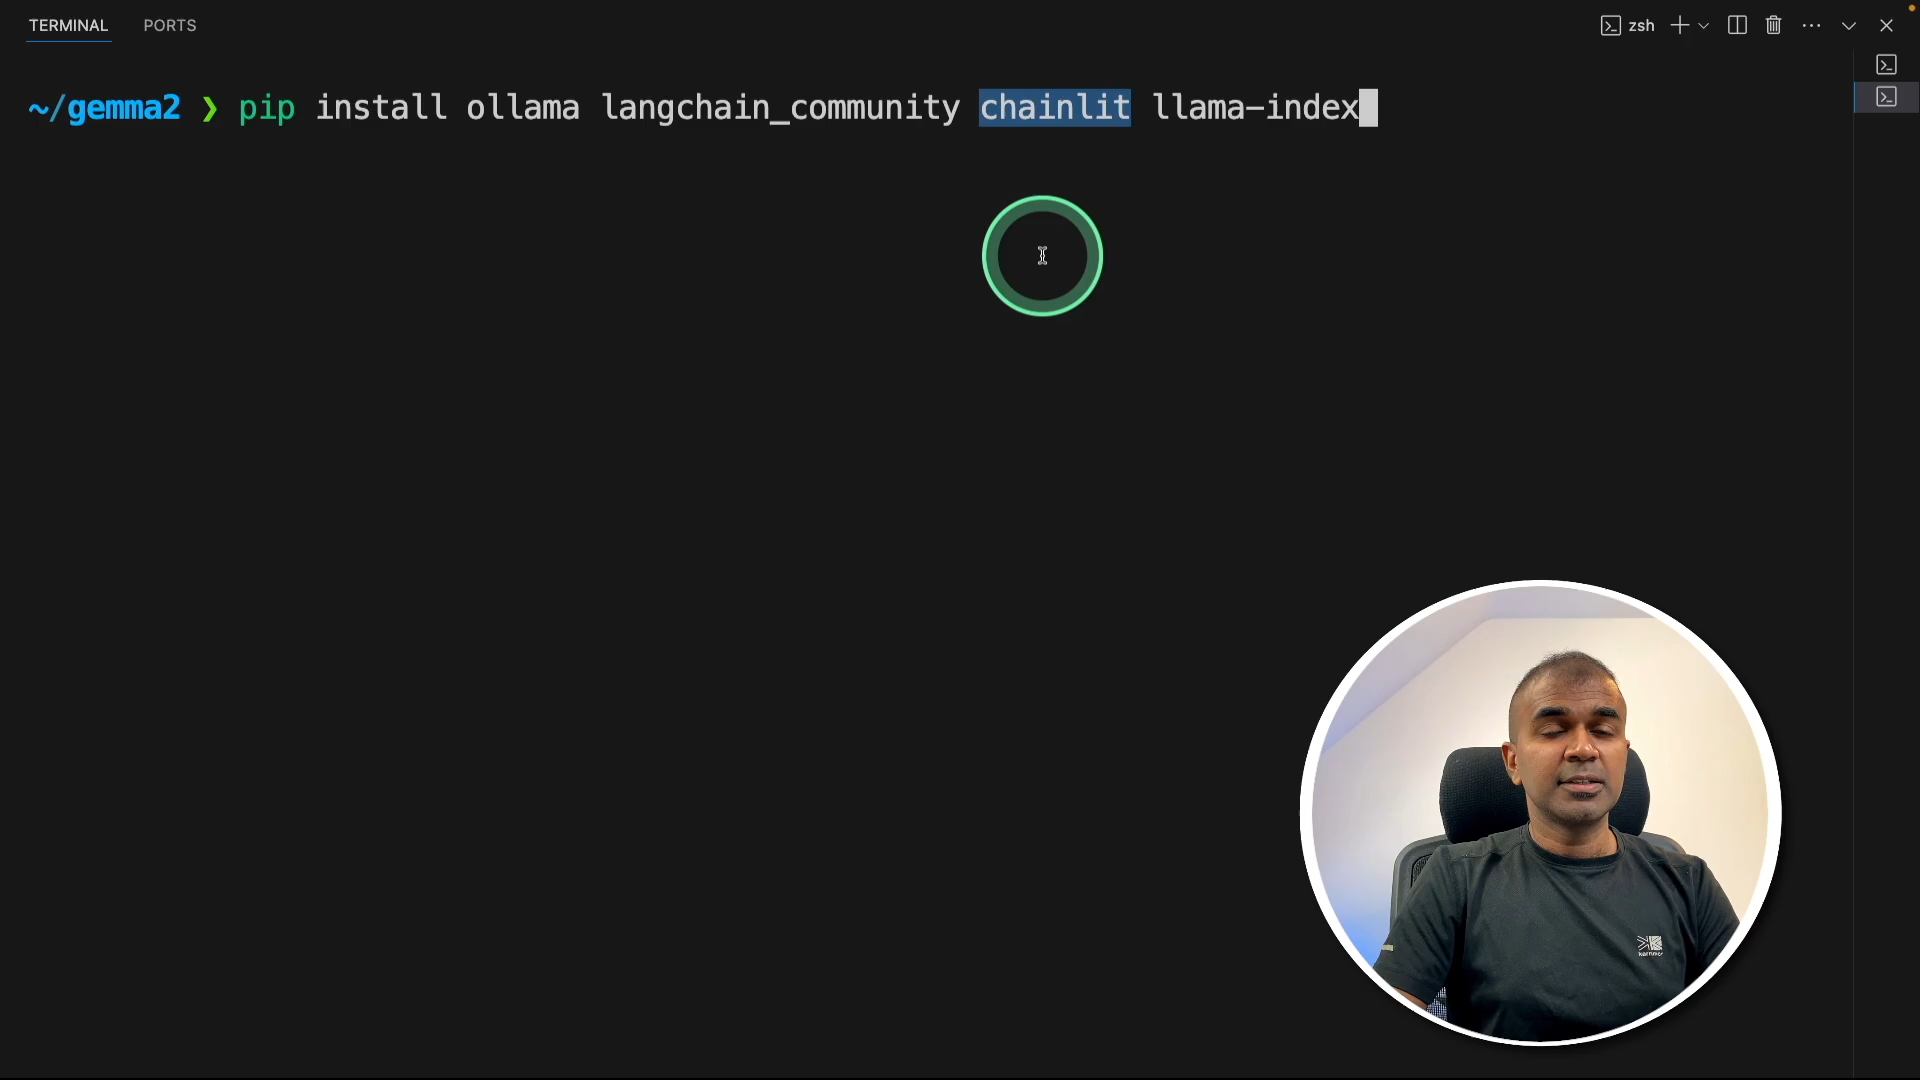 TERMINAL PORTS
zsh
~/gemma2 ❯ pip install ollama langchain_community chainlit llama-index